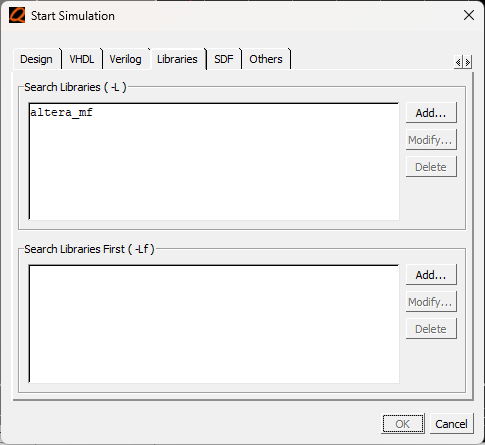 Start Simulation
Design VHDL Verilog Libraries SDF Others
Search Libraries ( -L )
altera_mf
Add...
Modify...
Delete
Search Libraries First ( -Lf)
Add...
Modify...
Delete
OK Cancel